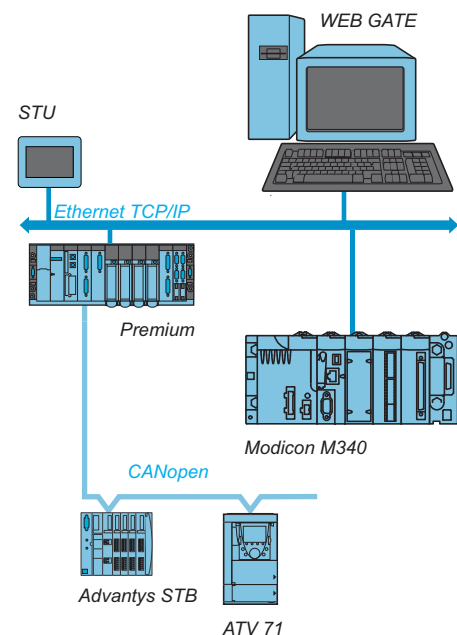 WEB GATE
STU
Ethernet TCP/IP
Premium
Modicon M340
CANopen
Advantys STB
ATV 71